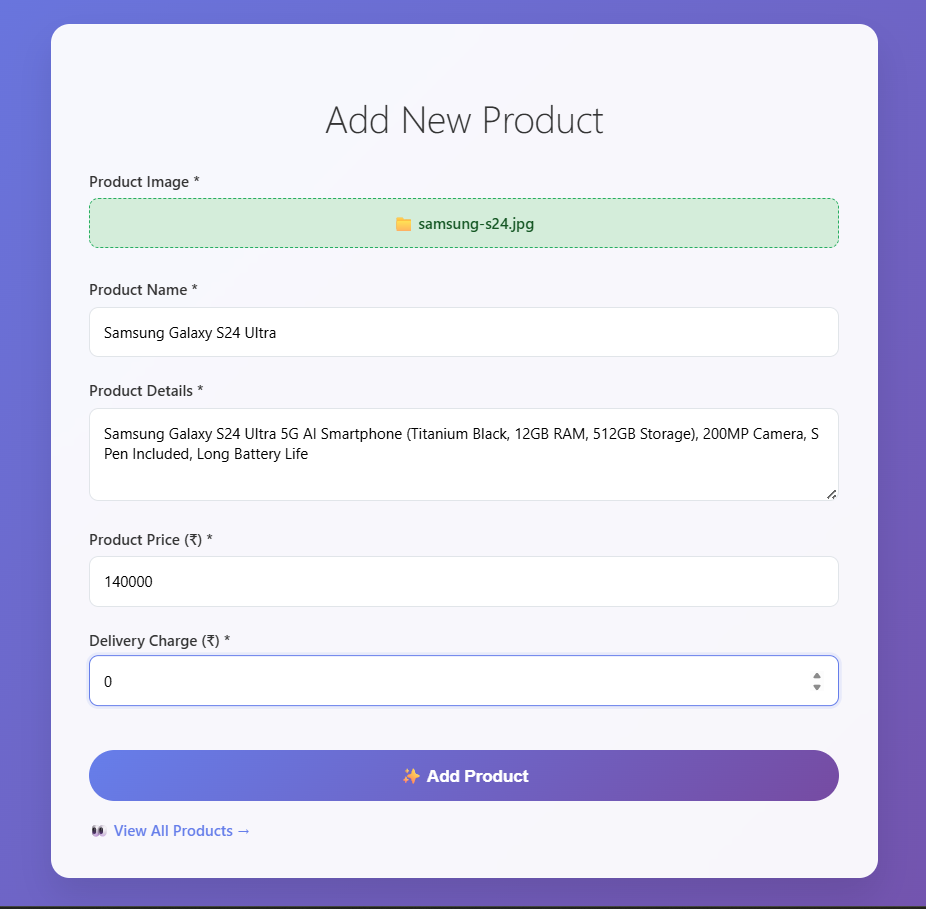 Add New Product
Product Image *
📁 samsung-s24.jpg
Product Name *
Samsung Galaxy S24 Ultra
Product Details *
Samsung Galaxy S24 Ultra 5G AI Smartphone (Titanium Black, 12GB RAM, 512GB Storage), 200MP Camera, S
Pen Included, Long Battery Life
Product Price (₹) *
140000
Delivery Charge (₹) *
0
✨ Add Product
👀 View All Products →